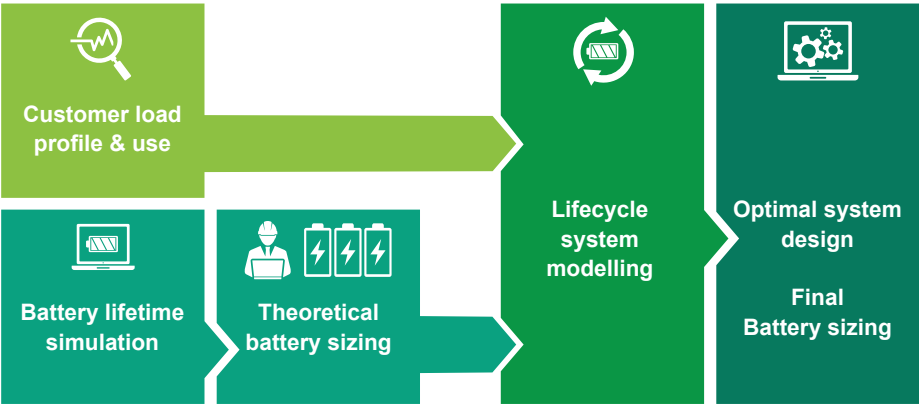 Customer load
profile & use
Battery lifetime
simulation
Theoretical
battery sizing
Lifecycle
system
modelling
Optimal system
design
Final
Battery sizing